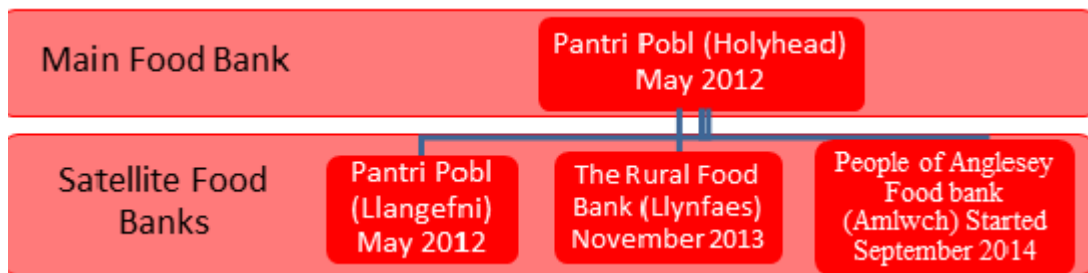 Main Food Bank
Pantri Pobl (Holyhead)
May 2012
Satellite Food
Banks
Pantri Pobl
(Llangefni)
May 2012
The Rural Food
Bank (Llynfaes)
November 2013
People of Anglesey
Food bank
(Amlwch) Started
September 2014